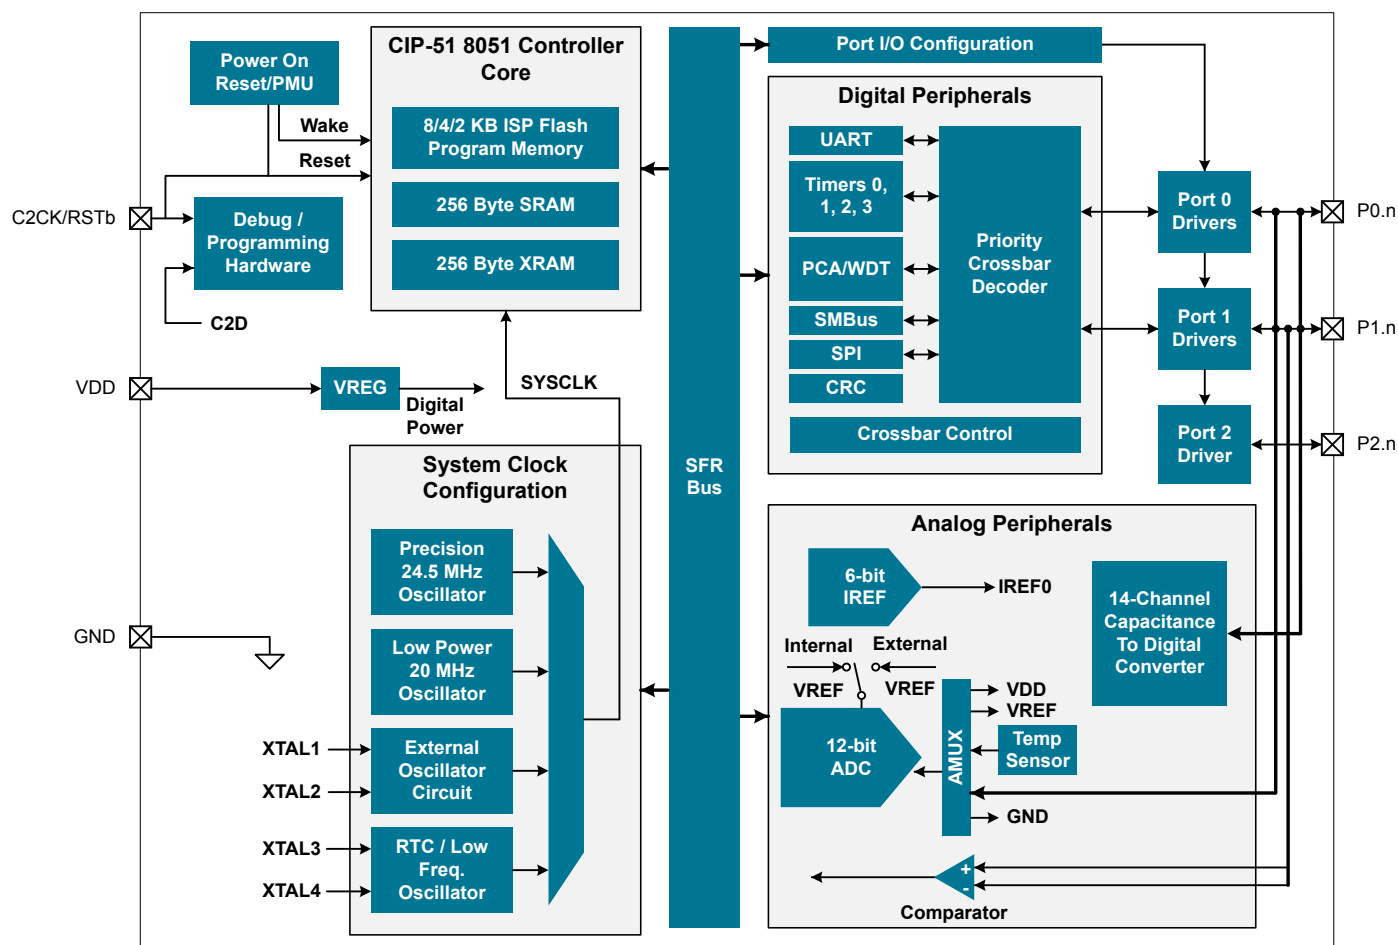 Power On
Reset/PMU
Wake
Reset
C2CK/RSTb
Debug /
Programming
Hardware
C2D
CIP-51 8051 Controller
Core
8/4/2 KB ISP Flash
Program Memory
256 Byte SRAM
256 Byte XRAM
VDD
VREG
Digital
Power
SYSCLK
GND
System Clock
Configuration
Precision
24.5 MHz
Oscillator
Low Power
20 MHz
Oscillator
XTAL1
XTAL2
External
Oscillator
Circuit
XTAL3
XTAL4
RTC / Low
Freq.
Oscillator
SFR
Bus
Port I/O Configuration
Digital Peripherals
UART
Timers 0,
1, 2, 3
PCA/WDT
SMBus
SPI
CRC
Priority
Crossbar
Decoder
Crossbar Control
Port 0
Drivers
P0.n
Port 1
Drivers
P1.n
Port 2
Driver
P2.n
Analog Peripherals
6-bit
IREF
IREF0
14-Channel
Capacitance
To Digital
Converter
Internal
VREF
External
VREF
12-bit
ADC
AMUX
VDD
VREF
Temp
Sensor
GND
+
-
Comparator